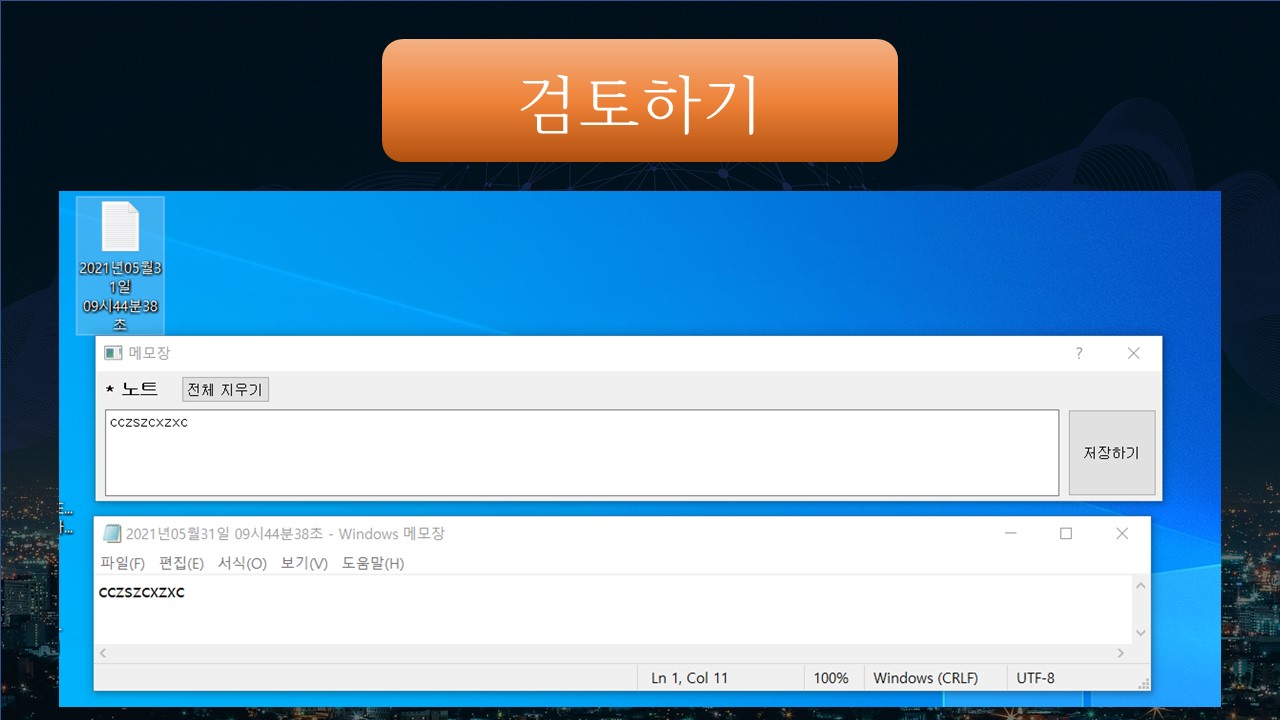 검토하기
2021년05월3
1일
09시44분38
초
메모장
* 노트 전체 지우기
cczszcxzxc
저장하기
2021년05월31일 09시44분38초 - Windows 메모장
파일(F) 편집(E) 서식(O) 보기(V) 도움말(H)
cczszcxzxc
Ln 1, Col 11 100% Windows (CRLF) UTF-8